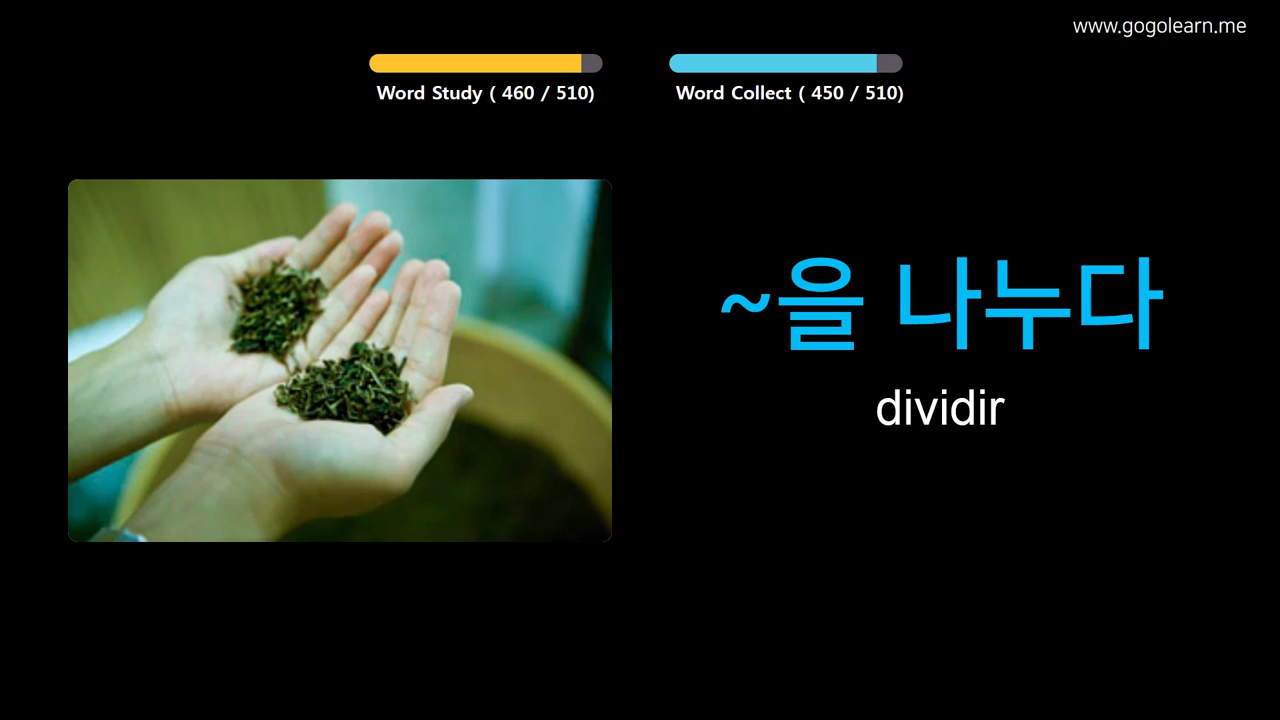 www.gogolearn.me
Word Study ( 460 / 510)
Word Collect ( 450 / 510)
~을 나누다
dividir